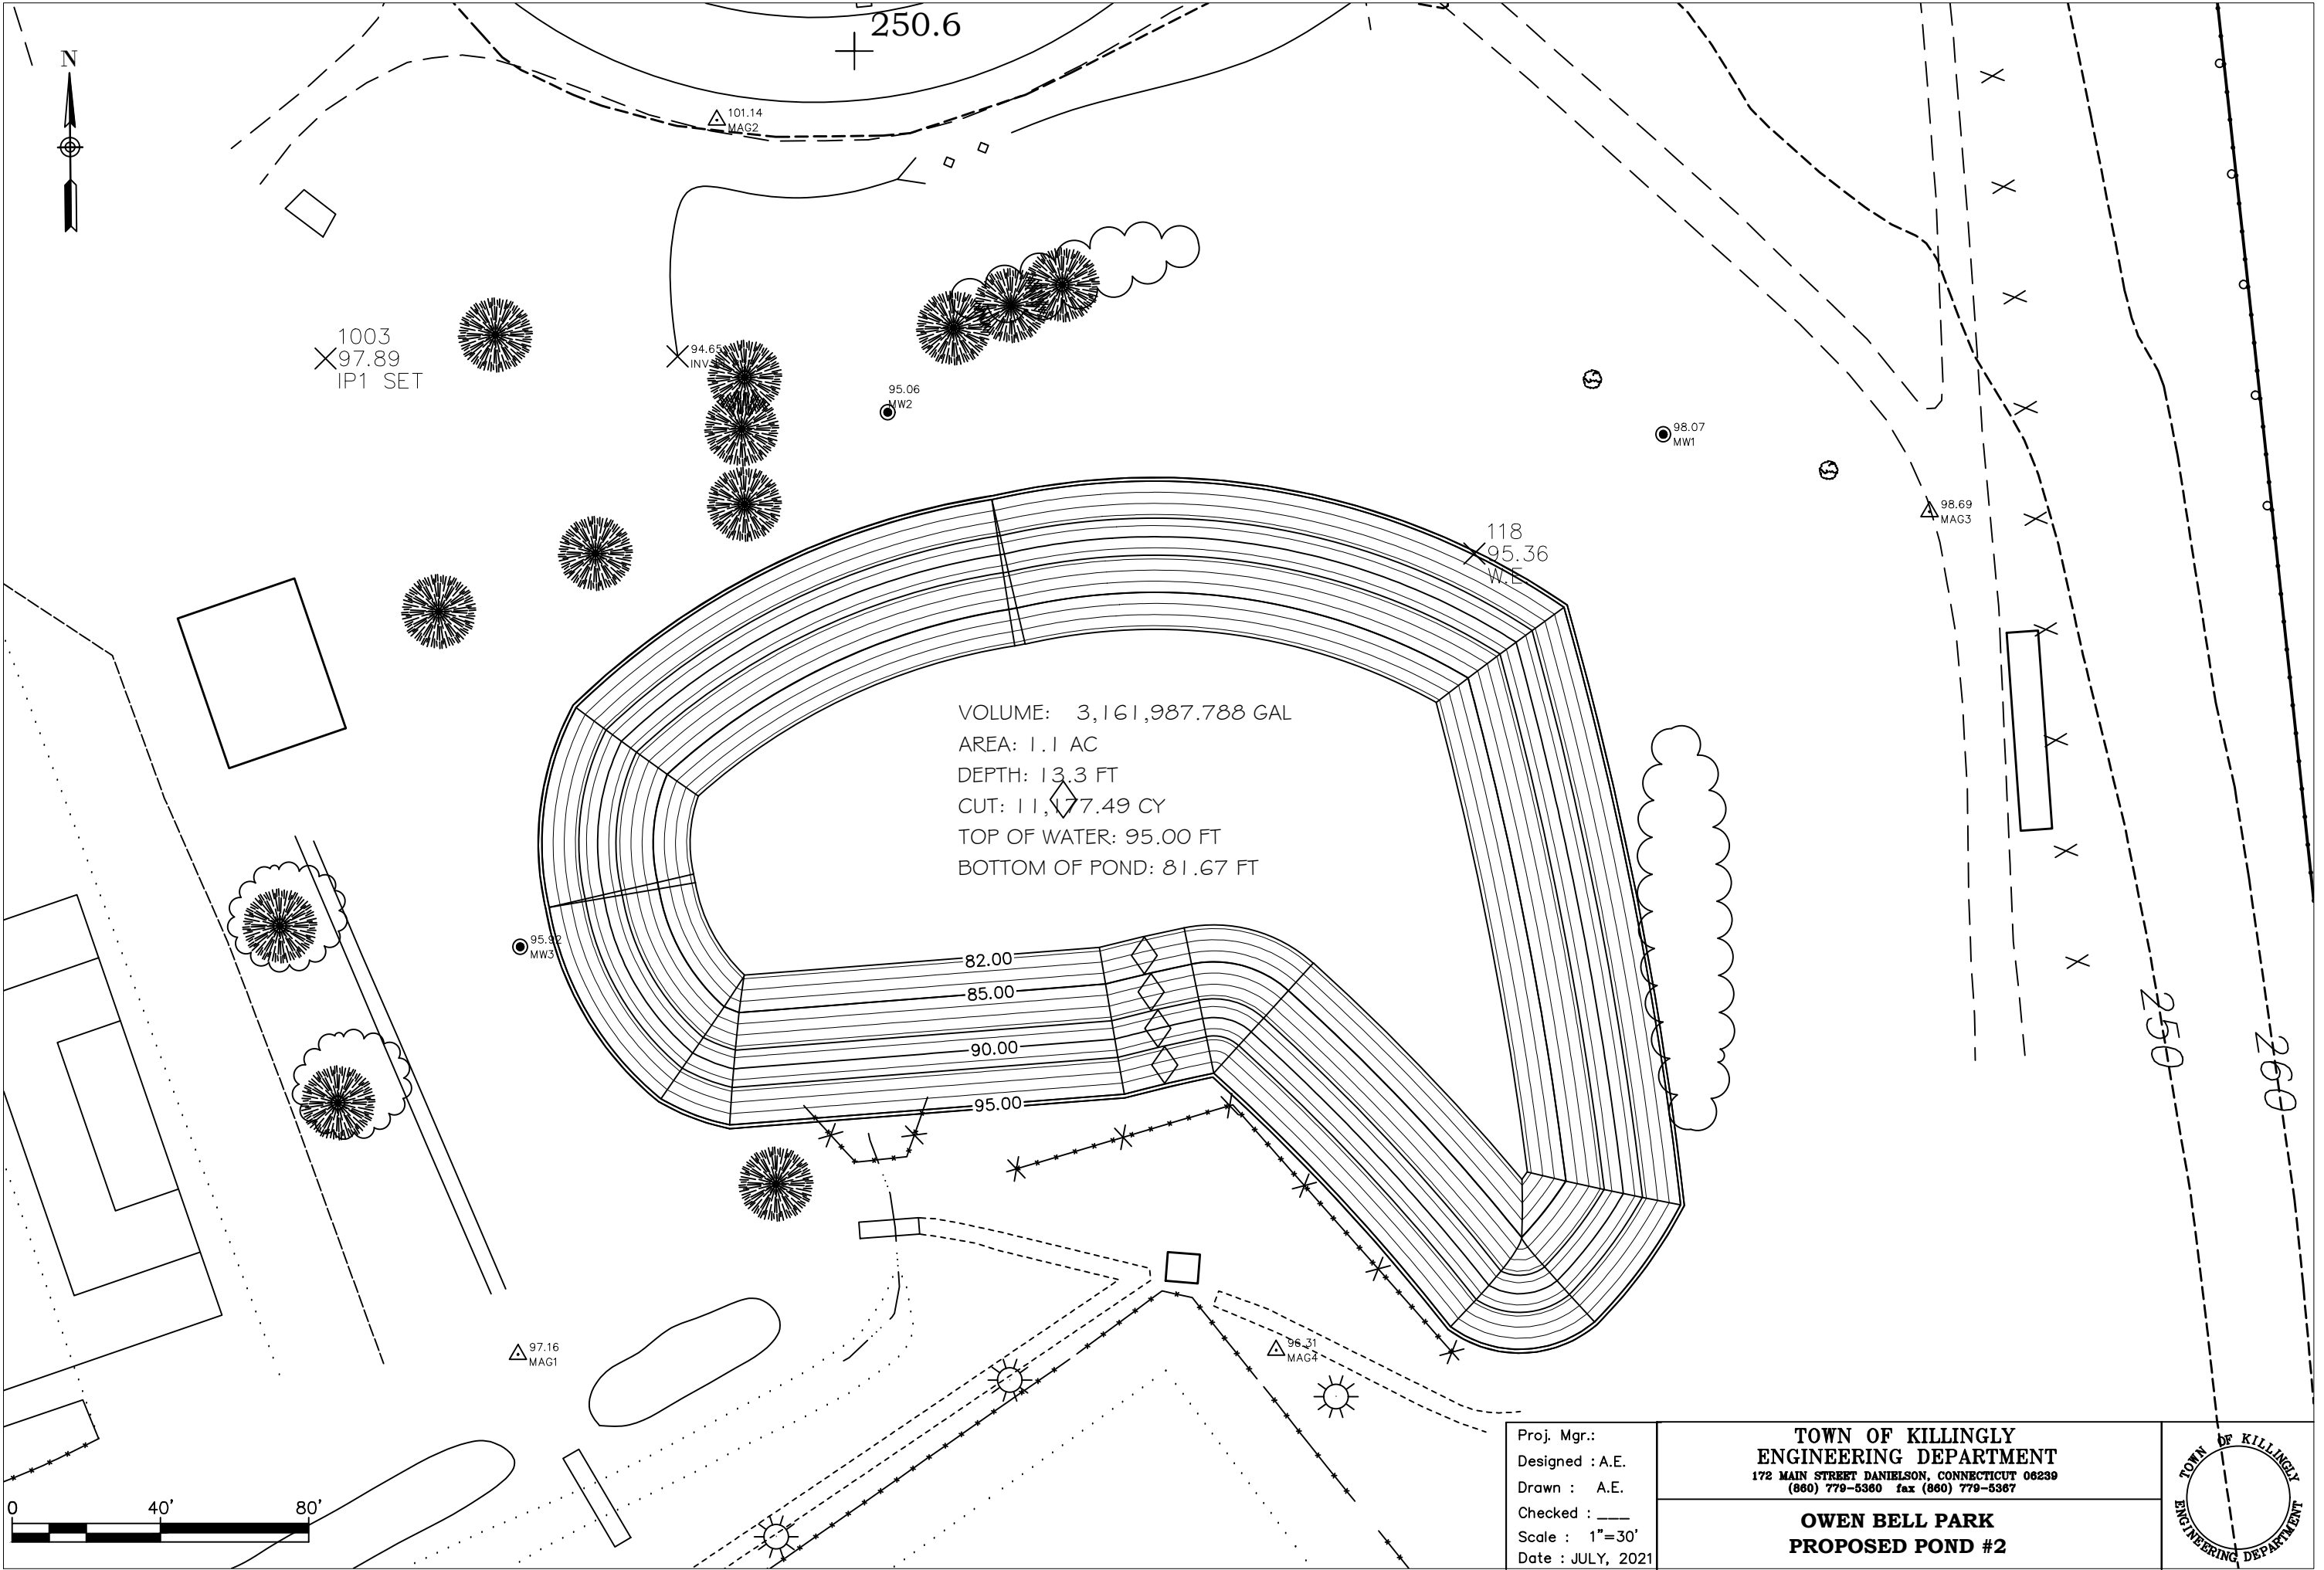 250.6
N
101.14
MAG2
1003
97.89
IP1 SET
94.65
INV
95.06
MW2
98.07
MW1
98.69
MAG3
118
95.36
W.E.
VOLUME: 3,161,987.788 GAL
AREA: 1.1 AC
DEPTH: 13.3 FT
CUT: 11,177.49 CY
TOP OF WATER: 95.00 FT
BOTTOM OF POND: 81.67 FT
95.92
MW3
82.00
85.00
90.00
95.00
250
260
97.16
MAG1
96.31
MAG4
0 40' 80'
Proj. Mgr.:
Designed : A.E.
Drawn : A.E.
Checked : ___
Scale : 1"=30'
Date : JULY, 2021
TOWN OF KILLINGLY
ENGINEERING DEPARTMENT
172 MAIN STREET DANIELSON, CONNECTICUT 06239
(860) 779-5360 fax (860) 779-5367
OWEN BELL PARK
PROPOSED POND #2
TOWN OF KILLINGLY
ENGINEERING DEPARTMENT